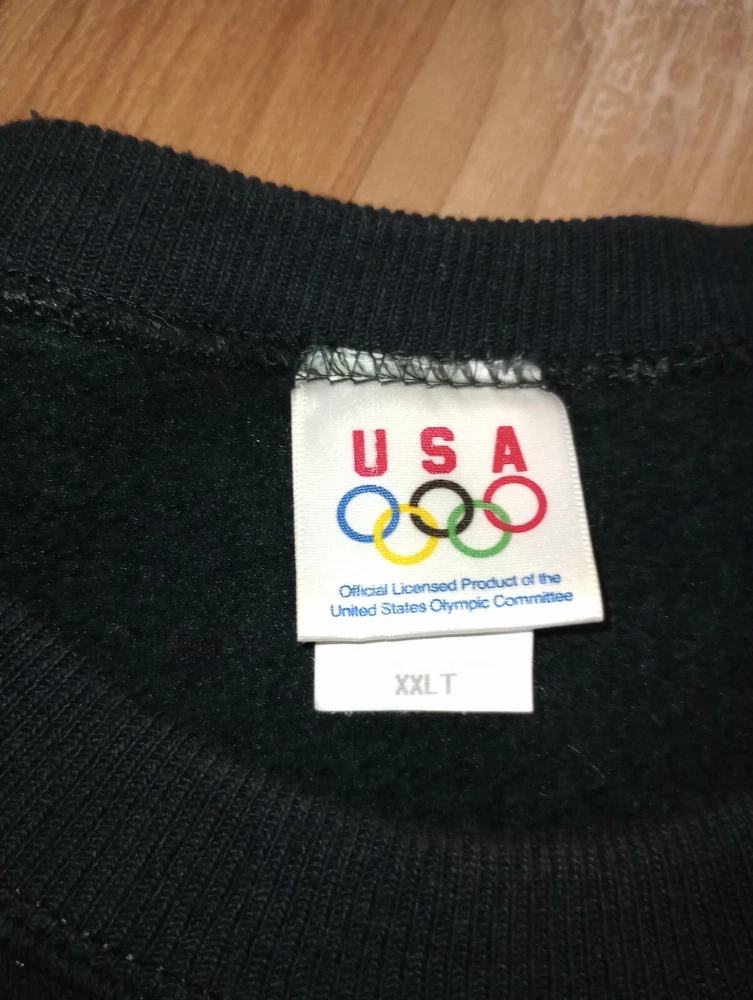 USA
Official Licensed Product of the
United States Olympic Committee
XXLT